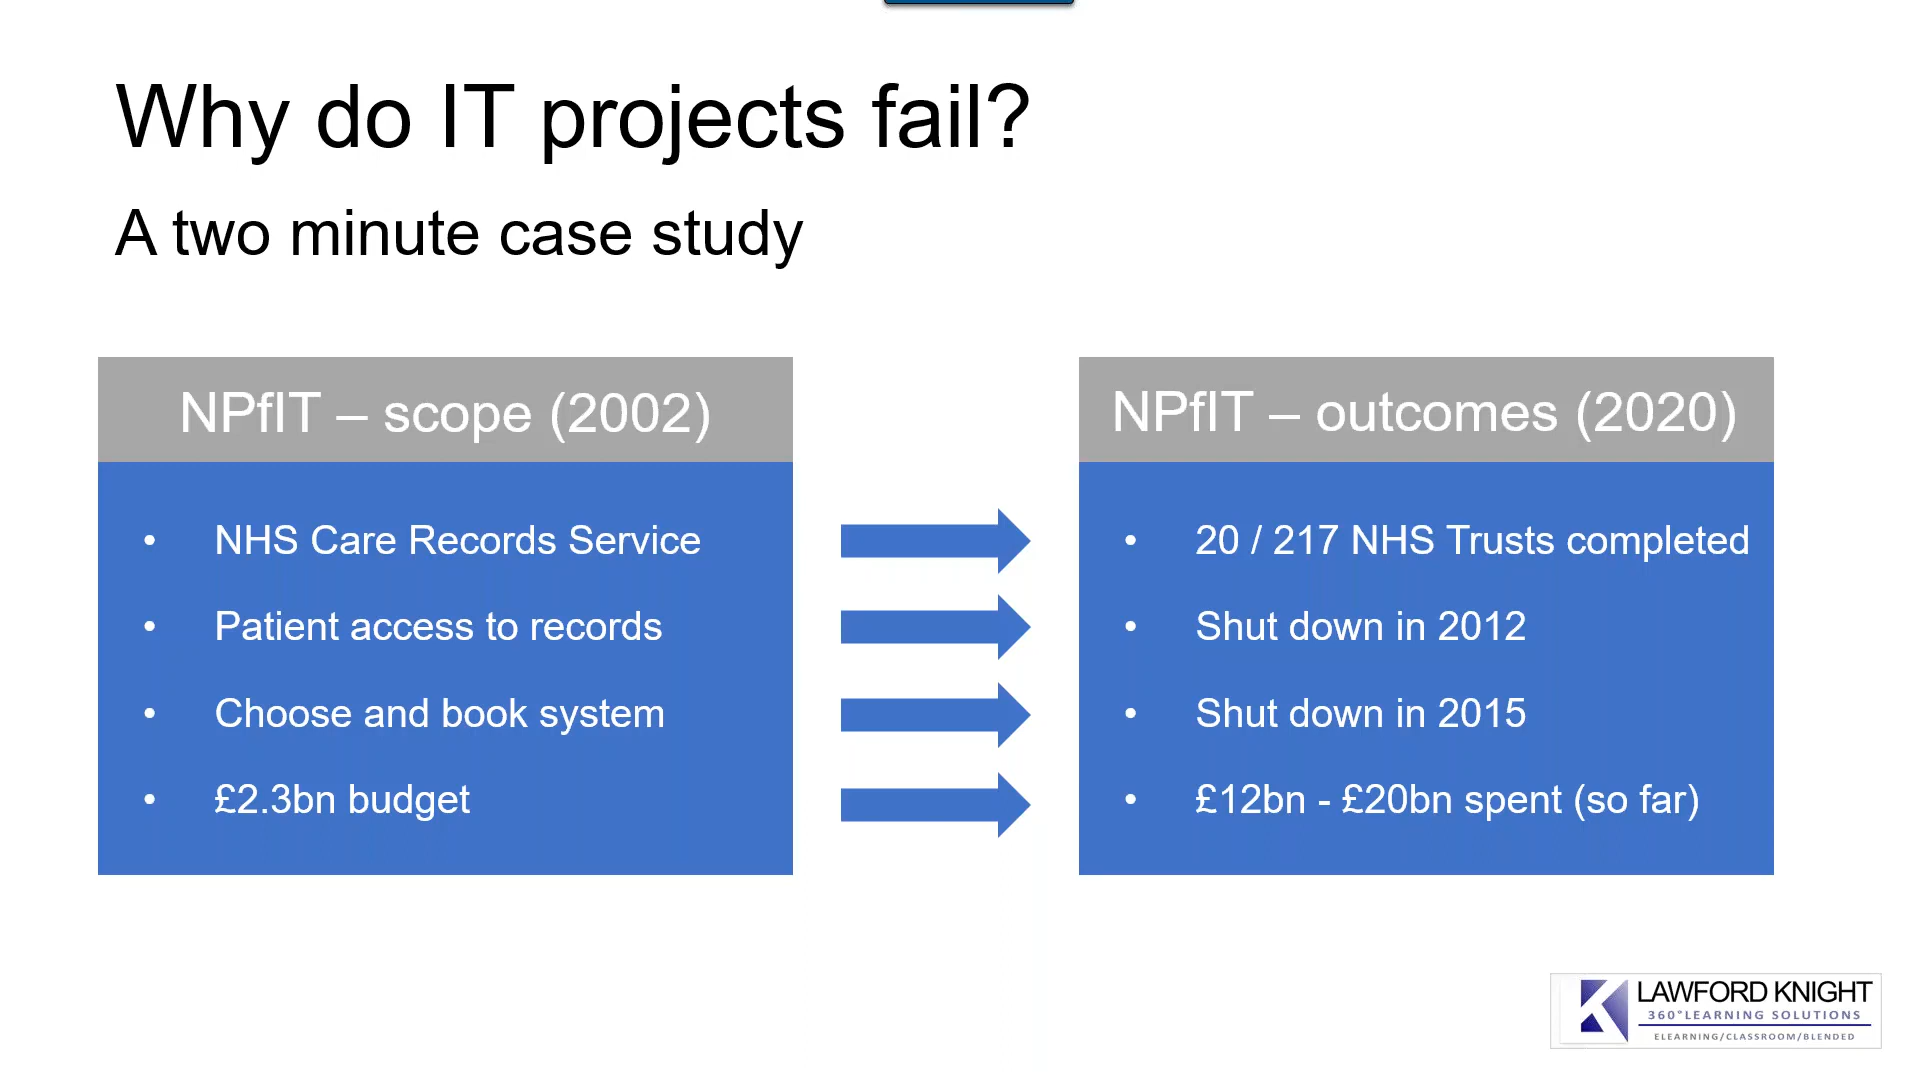 Why do IT projects fail?
A two minute case study
NPfIT – scope (2002)
• NHS Care Records Service
• Patient access to records
• Choose and book system
• £2.3bn budget
NPfIT – outcomes (2020)
• 20 / 217 NHS Trusts completed
• Shut down in 2012
• Shut down in 2015
• £12bn - £20bn spent (so far)
LAWFORD KNIGHT
360°LEARNING SOLUTIONS
ELEARNING/CLASSROOM/BLENDED